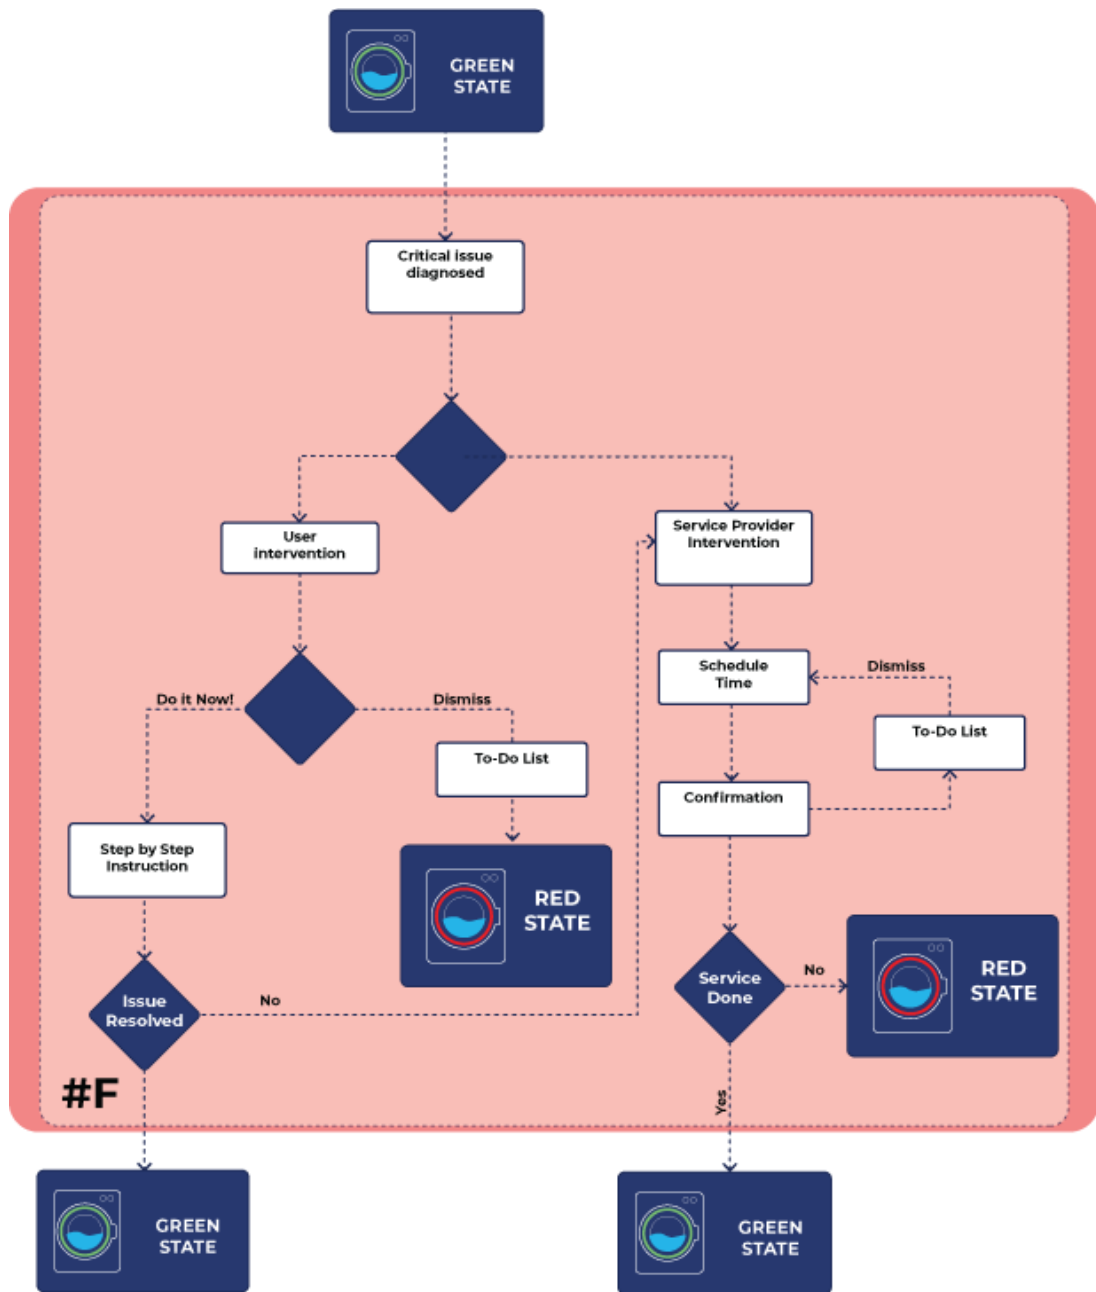 GREEN
STATE
Critical issue
diagnosed
User
intervention
Service Provider
Intervention
Do it Now!
Dismiss
Schedule
Time
Dismiss
To-Do List
To-Do List
Confirmation
Step by Step
Instruction
RED
STATE
Issue
Resolved
No
Service
Done
No
RED
STATE
#F
Yes
GREEN
STATE
GREEN
STATE